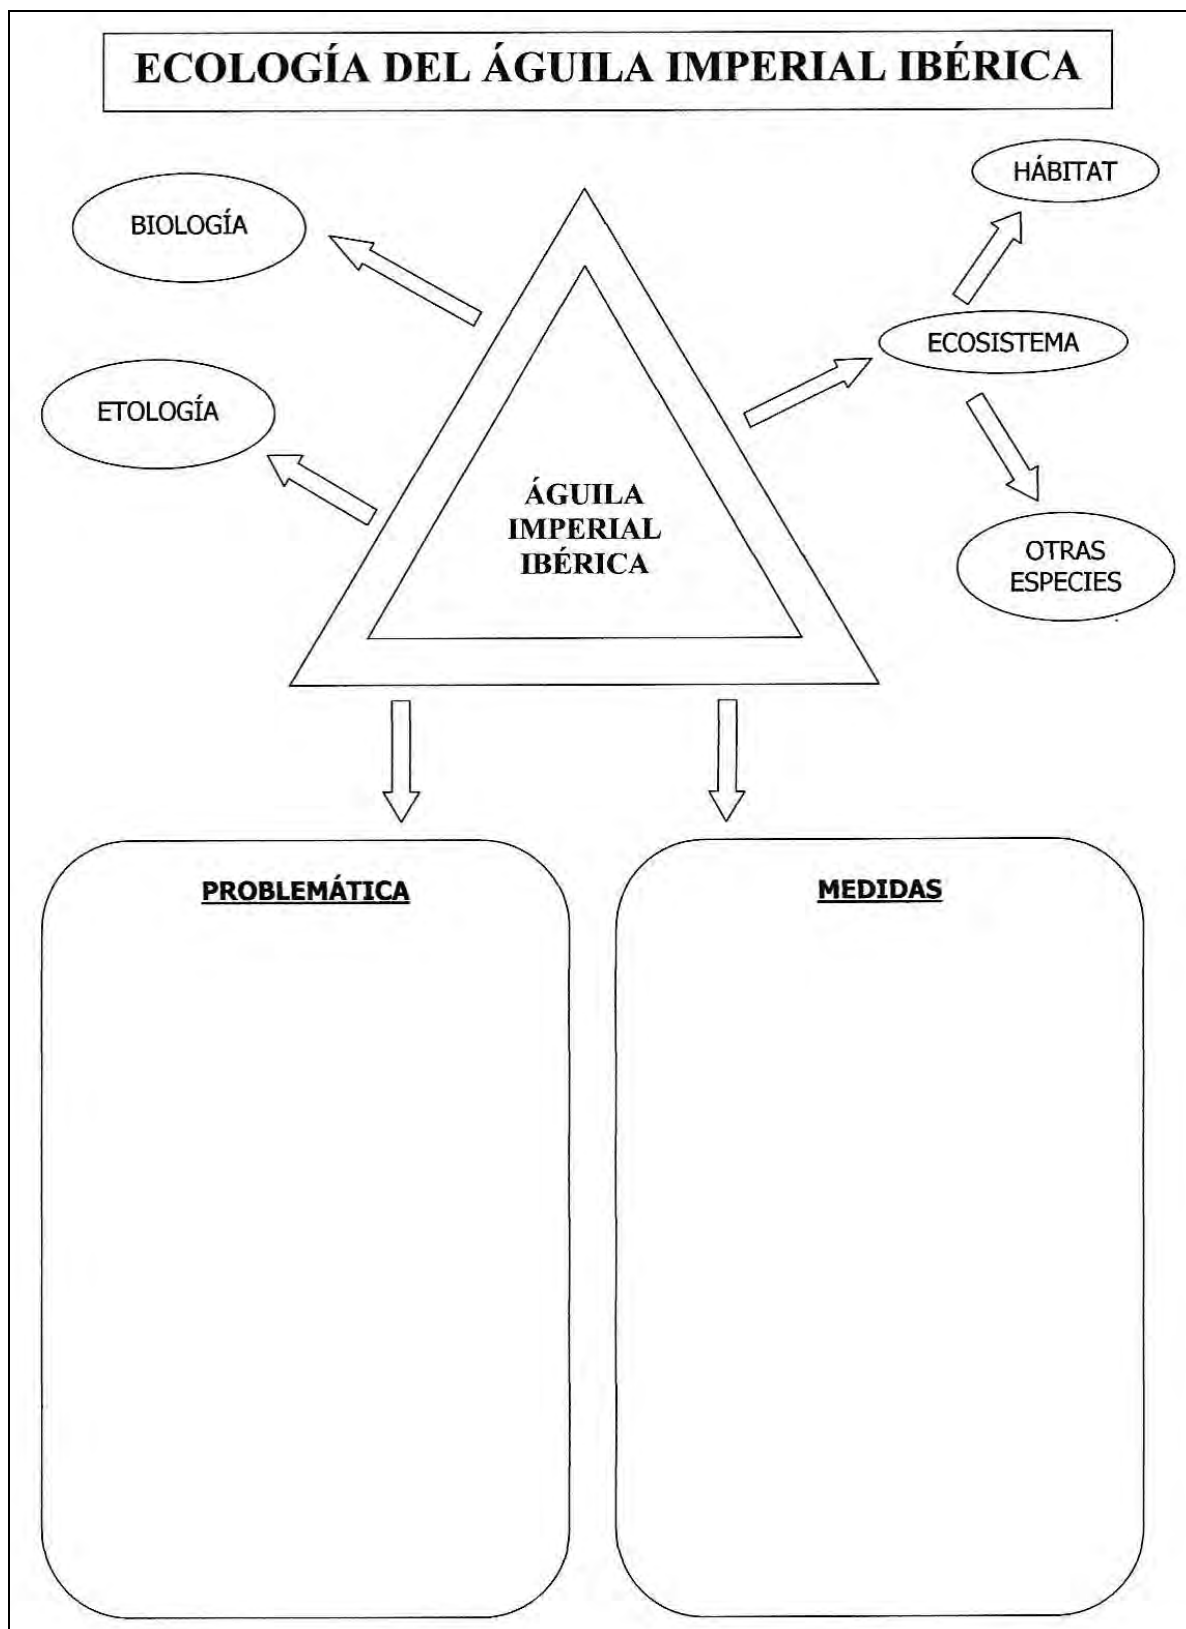 ECOLOGÍA DEL ÁGUILA IMPERIAL IBÉRICA
BIOLOGÍA
ETOLOGÍA
HÁBITAT
ECOSISTEMA
OTRAS
ESPECIES
ÁGUILA
IMPERIAL
IBÉRICA
PROBLEMÁTICA
MEDIDAS